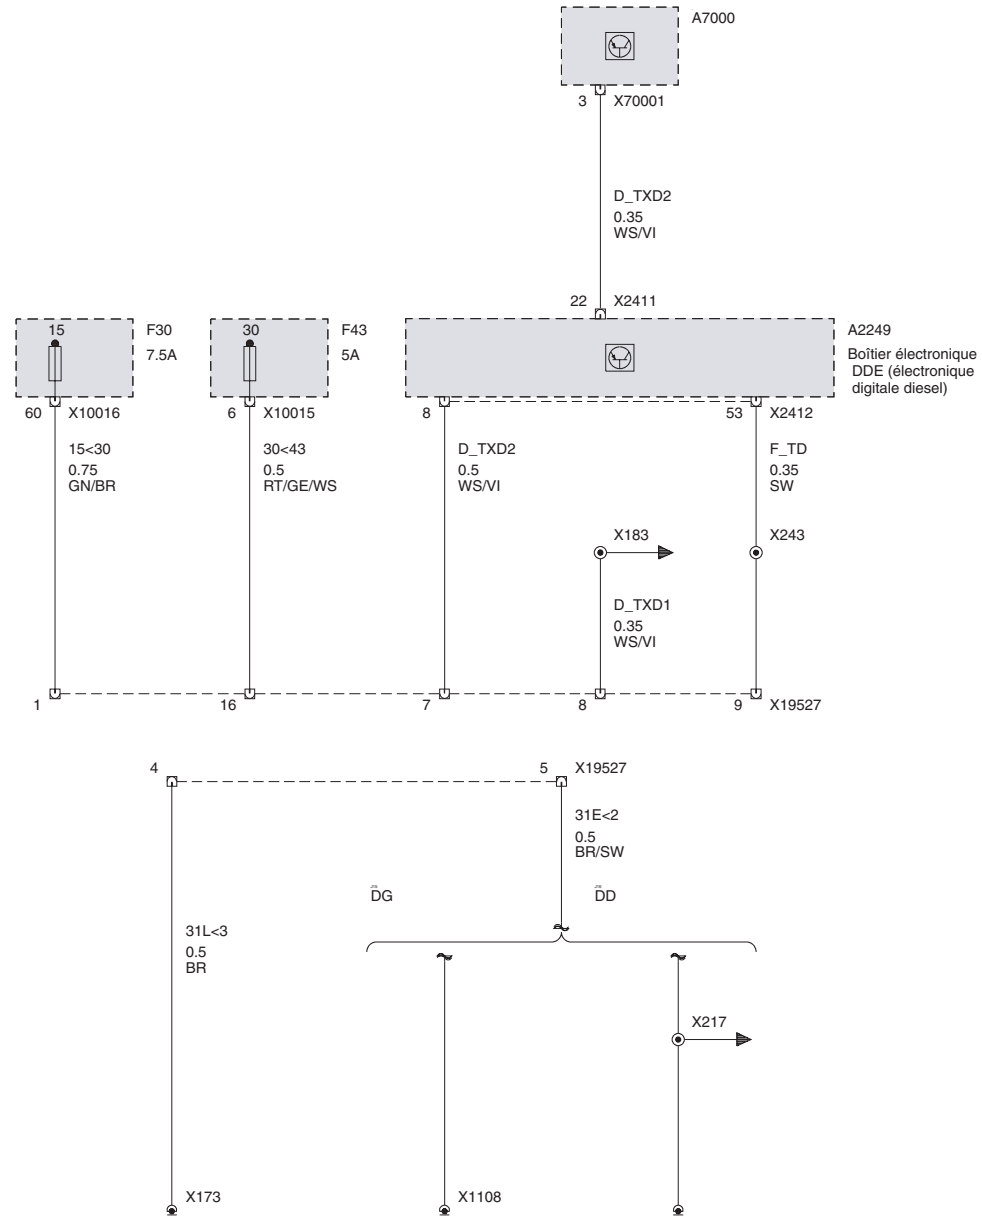 A7000
3 X70001
D_TXD2
0.35
WS/VI
22 X2411
15 F30
7.5A
30 F43
5A
A2249
Boîtier électronique
DDE (électronique
digitale diesel)
60 X10016
6 X10015
8
53 X2412
15<30
0.75
GN/BR
30<43
0.5
RT/GE/WS
D_TXD2
0.5
WS/VI
F_TD
0.35
SW
X183
X243
D_TXD1
0.35
WS/VI
1
16
7
8
9 X19527
4
5 X19527
31E<2
0.5
BR/SW
DG
DD
31L<3
0.5
BR
X217
X173
X1108